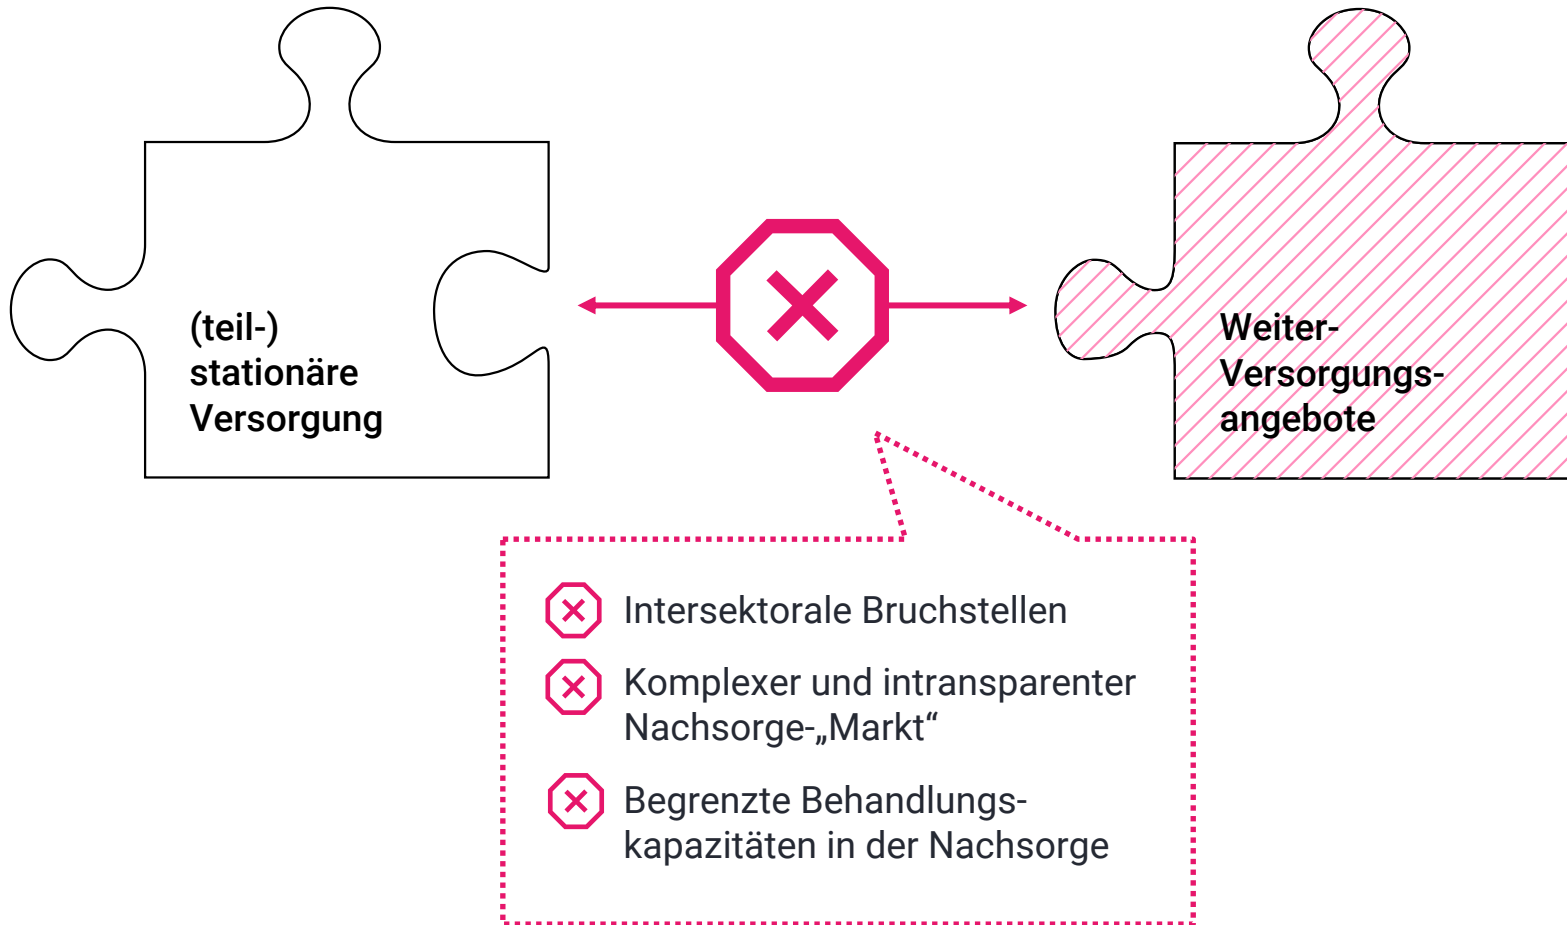 (teil-)
stationäre
Versorgung
Weiter-
Versorgungs-
angebote
Intersektorale Bruchstellen
Komplexer und intransparenter
Nachsorge-„Markt“
Begrenzte Behandlungs-
kapazitäten in der Nachsorge